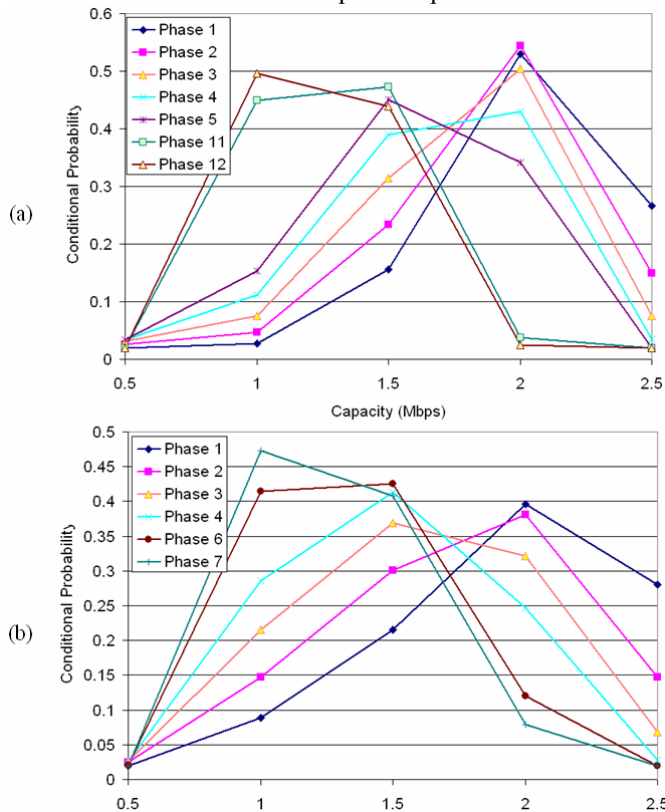 0.6
0.5
0.4
0.3
0.2
0.1
0
Conditional Probability
Phase 1
Phase 2
Phase 3
Phase 4
Phase 5
Phase 11
Phase 12
(a)
0.5 1 1.5 2 2.5
Capacity (Mbps)
0.5
0.45
0.4
0.35
0.3
0.25
0.2
0.15
0.1
0.05
0
Conditional Probability
Phase 1
Phase 2
Phase 3
Phase 4
Phase 6
Phase 7
(b)
0.5 1 1.5 2 2.5